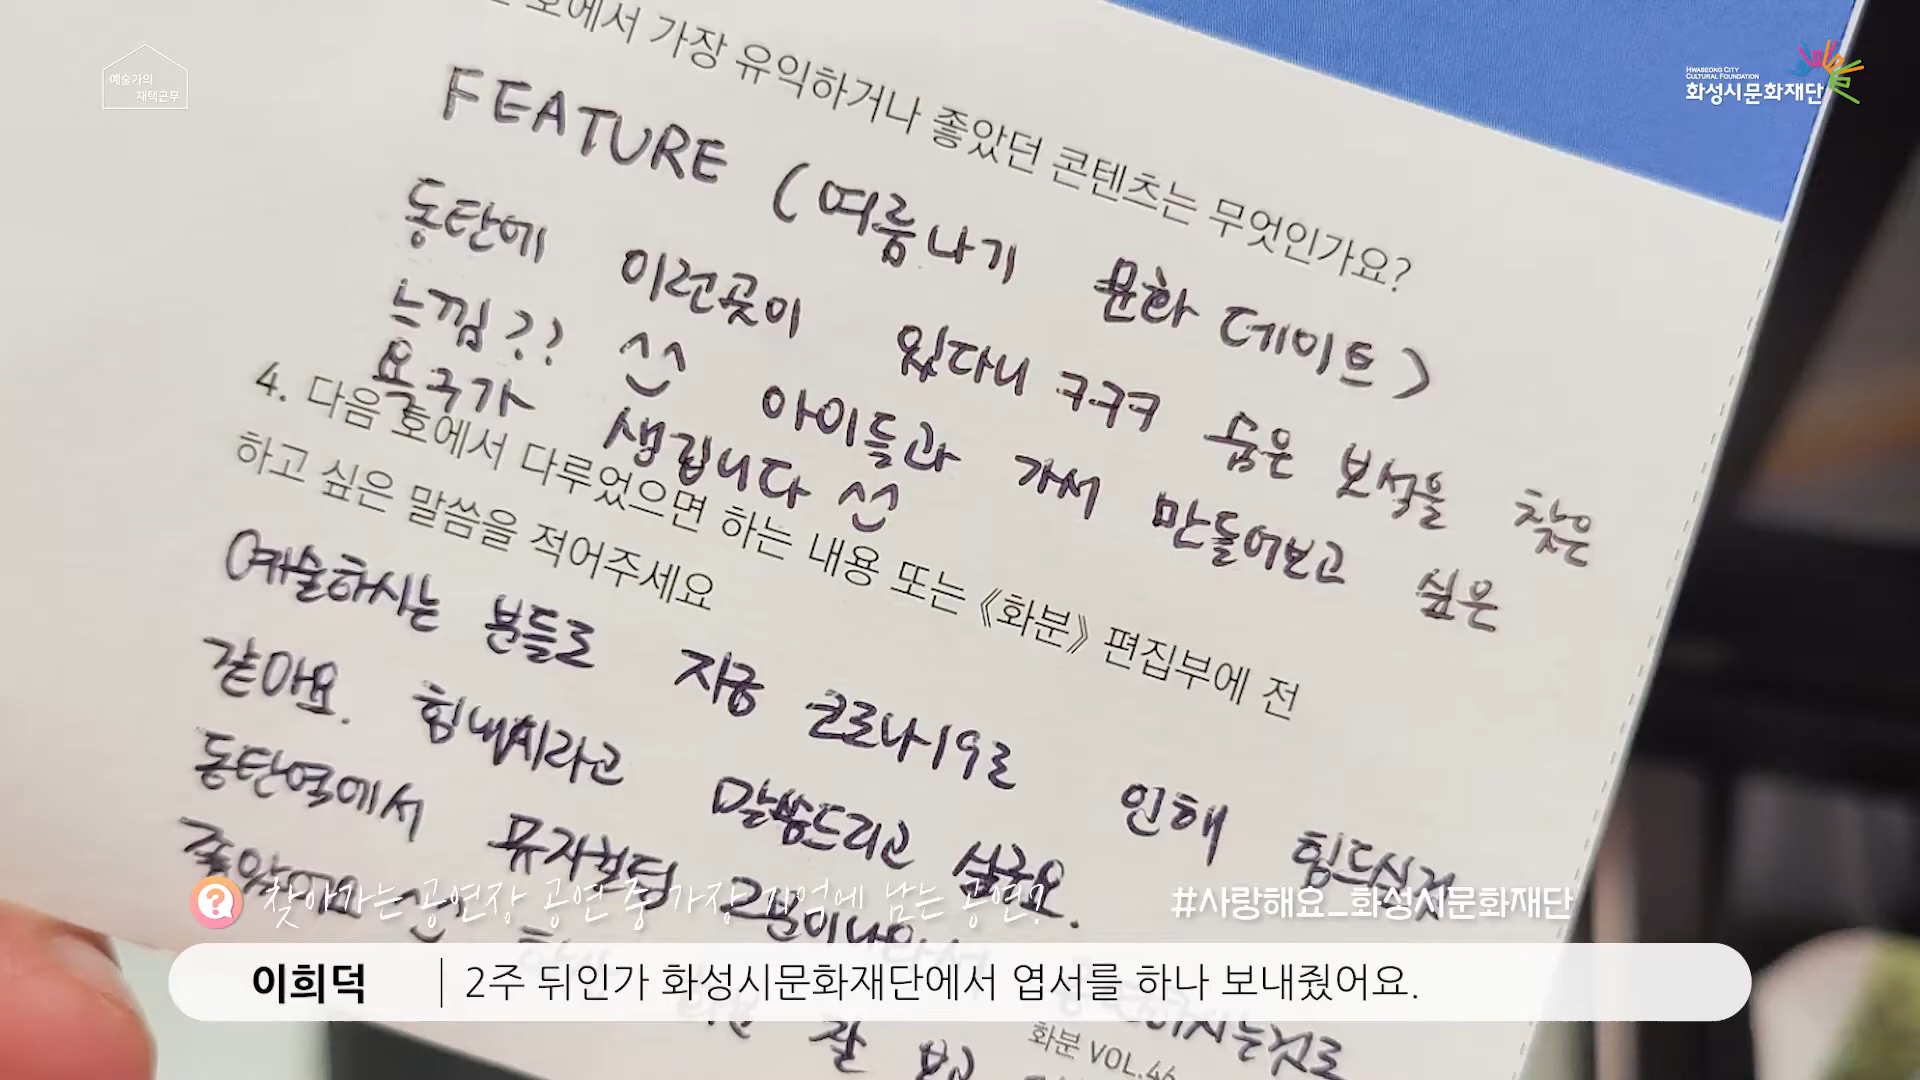 예술가의
재택근무
HWASEONG CITY
CULTURAL FOUNDATION
화성시문화재단
호에서 가장 유익하거나 좋았던 콘텐츠는 무엇인가요?
FEATURE (여름나기 문화 데이트)
동탄에 이런곳이 있다니 ㅋㅋㅋ 숨은 보석을 찾은
느낌?? ^^ 아이들과 가서 만들어보고 싶은
욕구가 생깁니다 ^^
4. 다음 호에서 다루었으면 하는 내용 또는 《화분》 편집부에 전
하고 싶은 말씀을 적어주세요
예술하시는 분들로 지금 코로나19로 인해 힘드실것
같아요. 힘내시라고 말씀드리고 싶군요.
동탄역에서 뮤지컬팀
좋았어요
찾아가는 공연장 공연 중 가장 기억에 남는 공연?
#사랑해요_화성시문화재단
이희덕
2주 뒤인가 화성시문화재단에서 엽서를 하나 보내줬어요.
잘 보고
화분 VOL.46